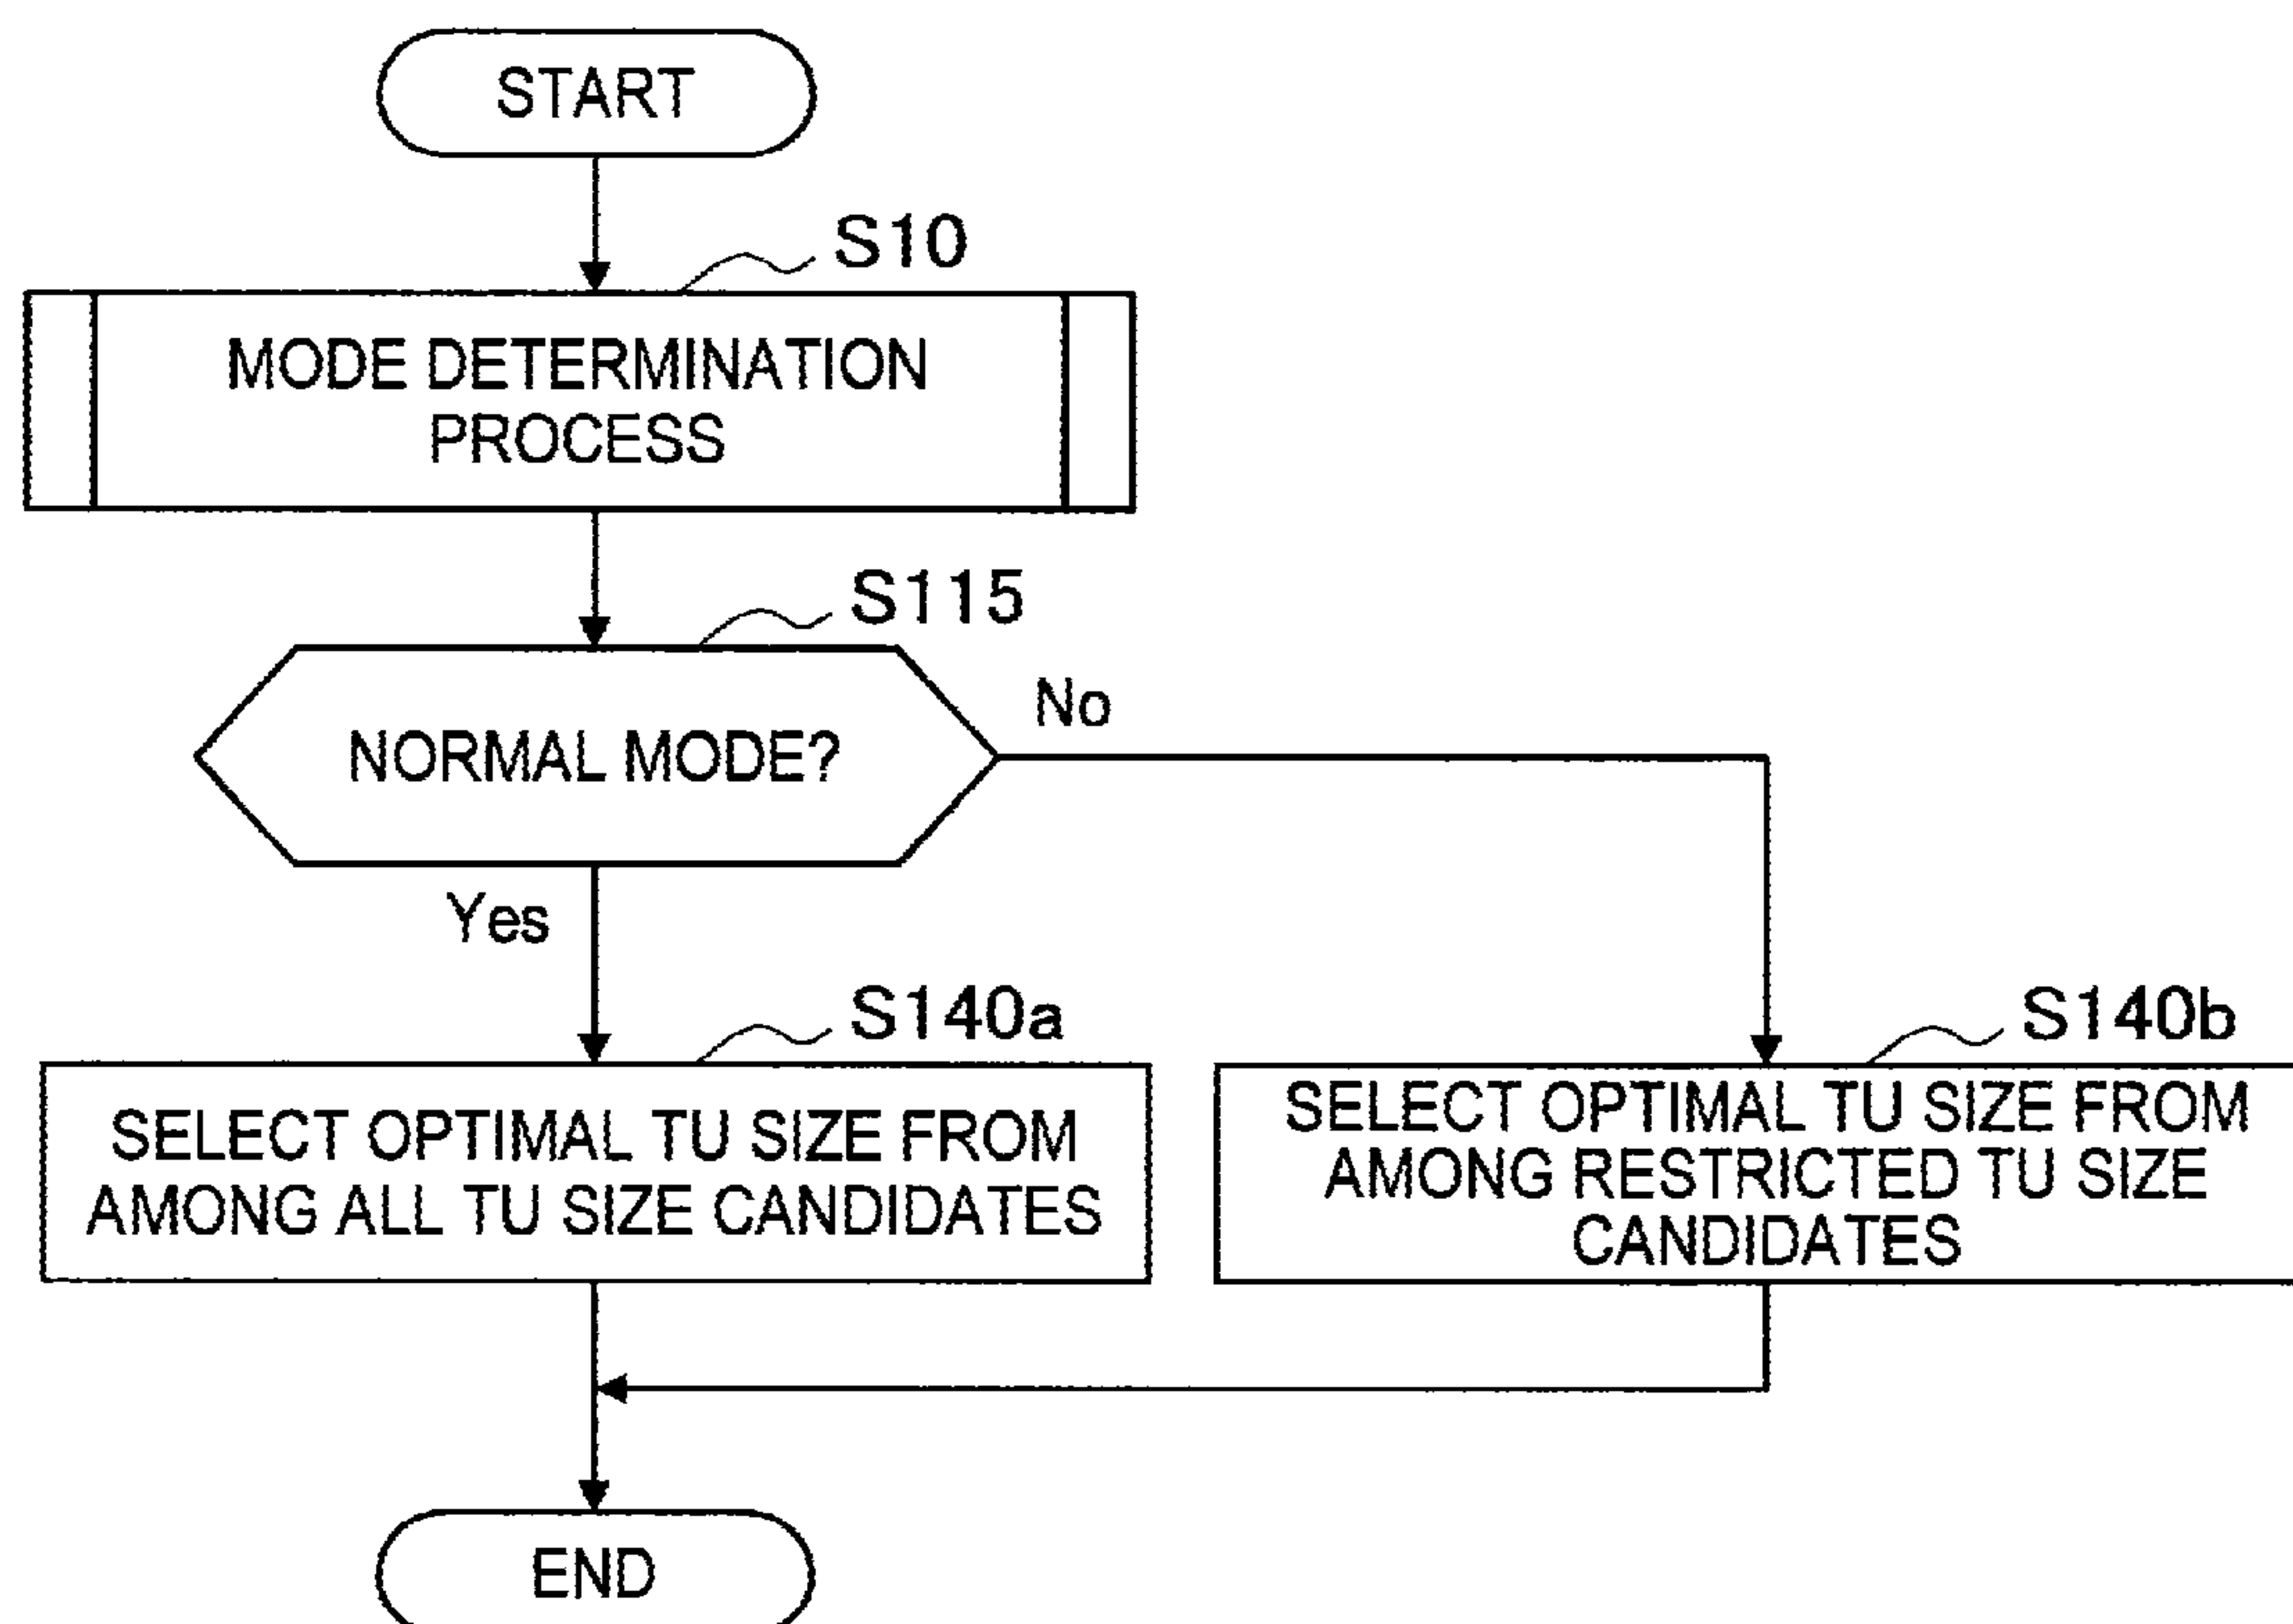 START
S10
MODE DETERMINATION
PROCESS
S115
NORMAL MODE?
No
Yes
S140a
SELECT OPTIMAL TU SIZE FROM
AMONG ALL TU SIZE CANDIDATES
S140b
SELECT OPTIMAL TU SIZE FROM
AMONG RESTRICTED TU SIZE
CANDIDATES
END